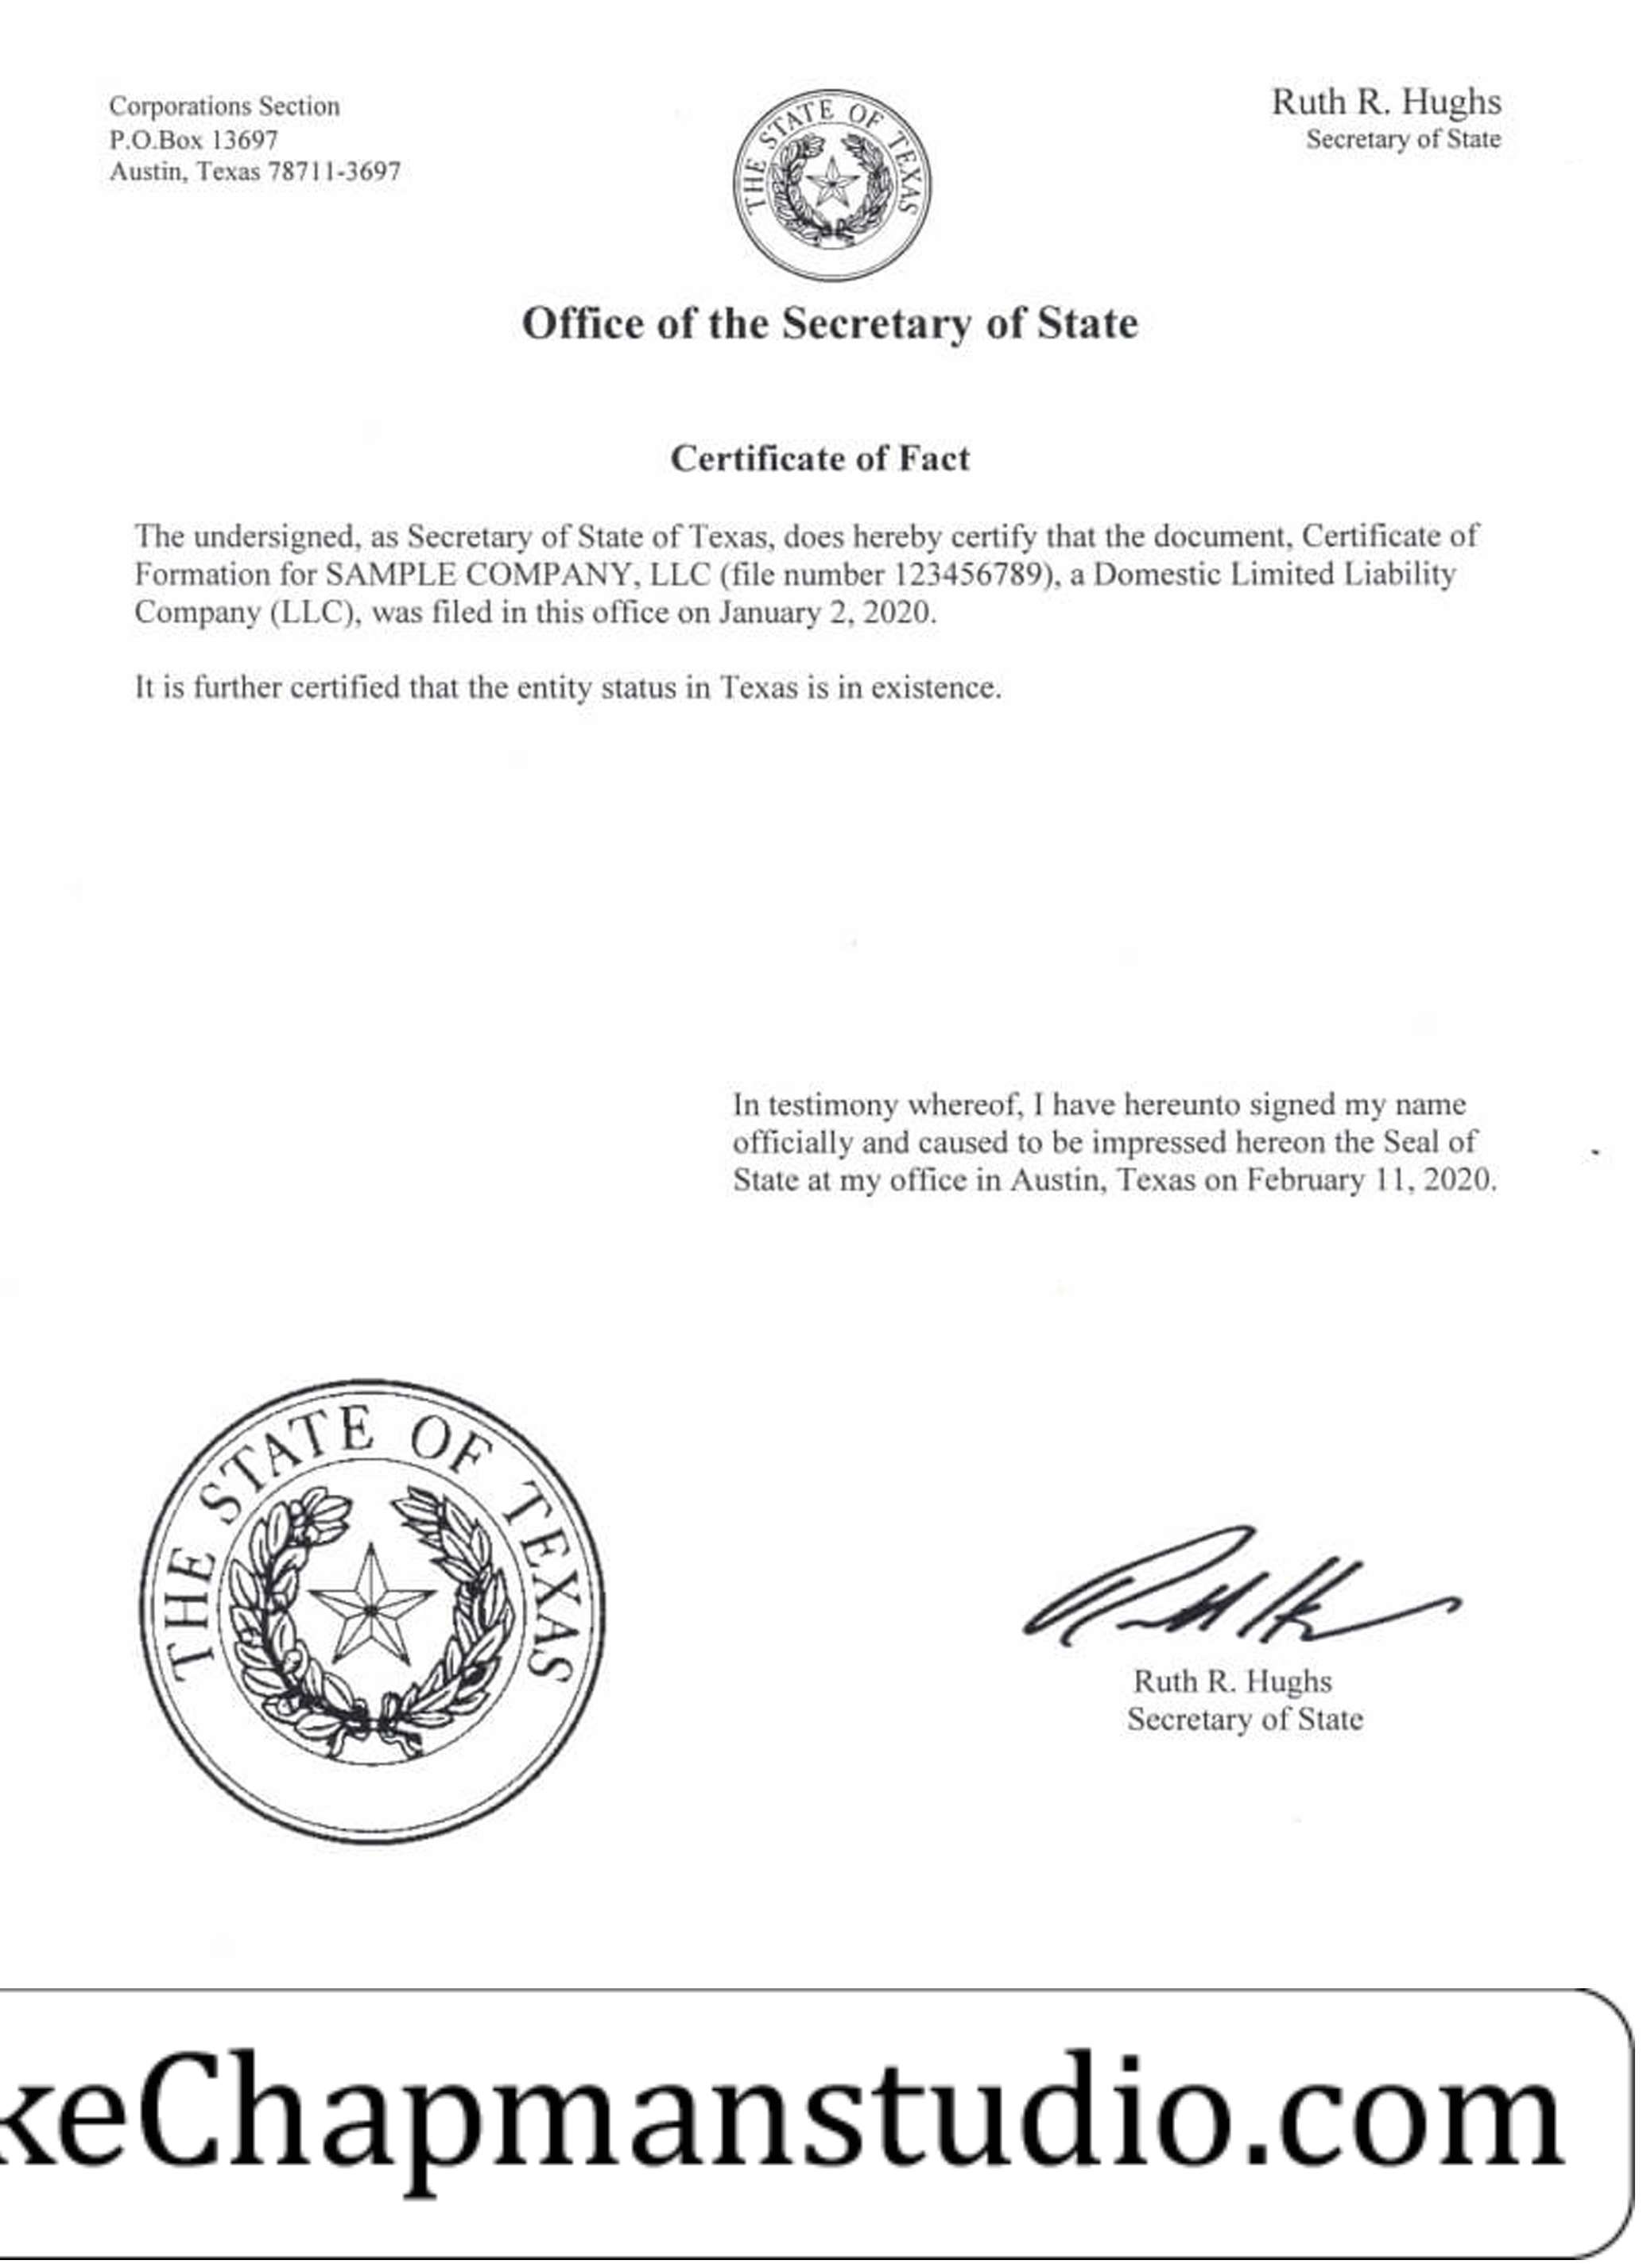 Corporations Section
P.O.Box 13697
Austin, Texas 78711-3697
Ruth R. Hughs
Secretary of State
THE STATE OF TEXAS
Office of the Secretary of State
Certificate of Fact
The undersigned, as Secretary of State of Texas, does hereby certify that the document, Certificate of
Formation for SAMPLE COMPANY, LLC (file number 123456789), a Domestic Limited Liability
Company (LLC), was filed in this office on January 2, 2020.
It is further certified that the entity status in Texas is in existence.
In testimony whereof, I have hereunto signed my name
officially and caused to be impressed hereon the Seal of
State at my office in Austin, Texas on February 11, 2020.
THE STATE OF TEXAS
Ruth R. Hughs
Secretary of State
keChapmanstudio.com